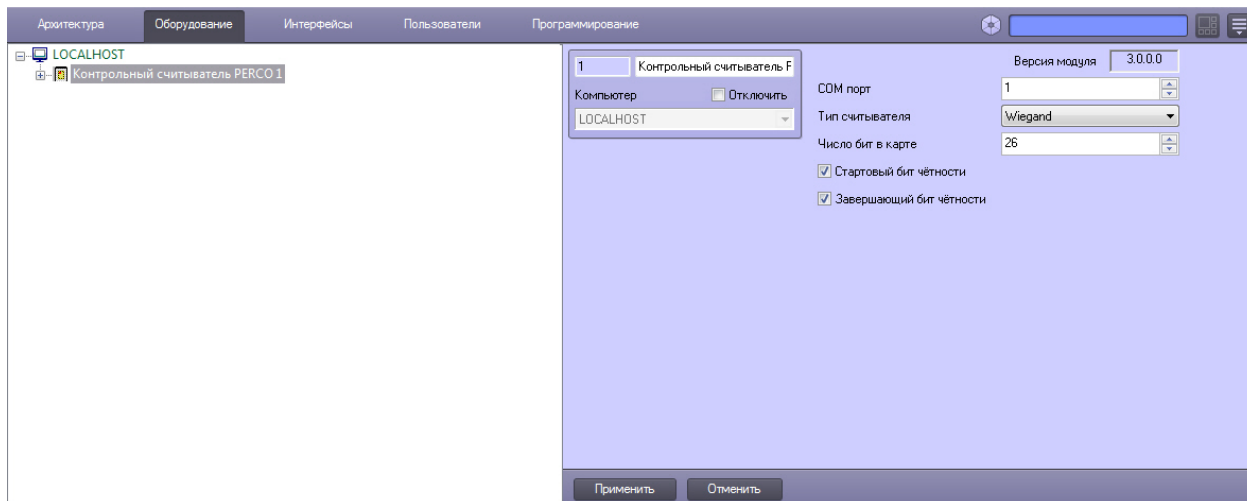 Архитектура Оборудование Интерфейсы Пользователи Программирование
LOCALHOST
Контрольный считыватель PERCO 1
1 Контрольный считыватель F
Компьютер Отключить
LOCALHOST
Версия модуля 3.0.0.0
COM порт 1
Тип считывателя Wiegand
Число бит в карте 26
Стартовый бит чётности
Завершающий бит чётности
Применить Отменить